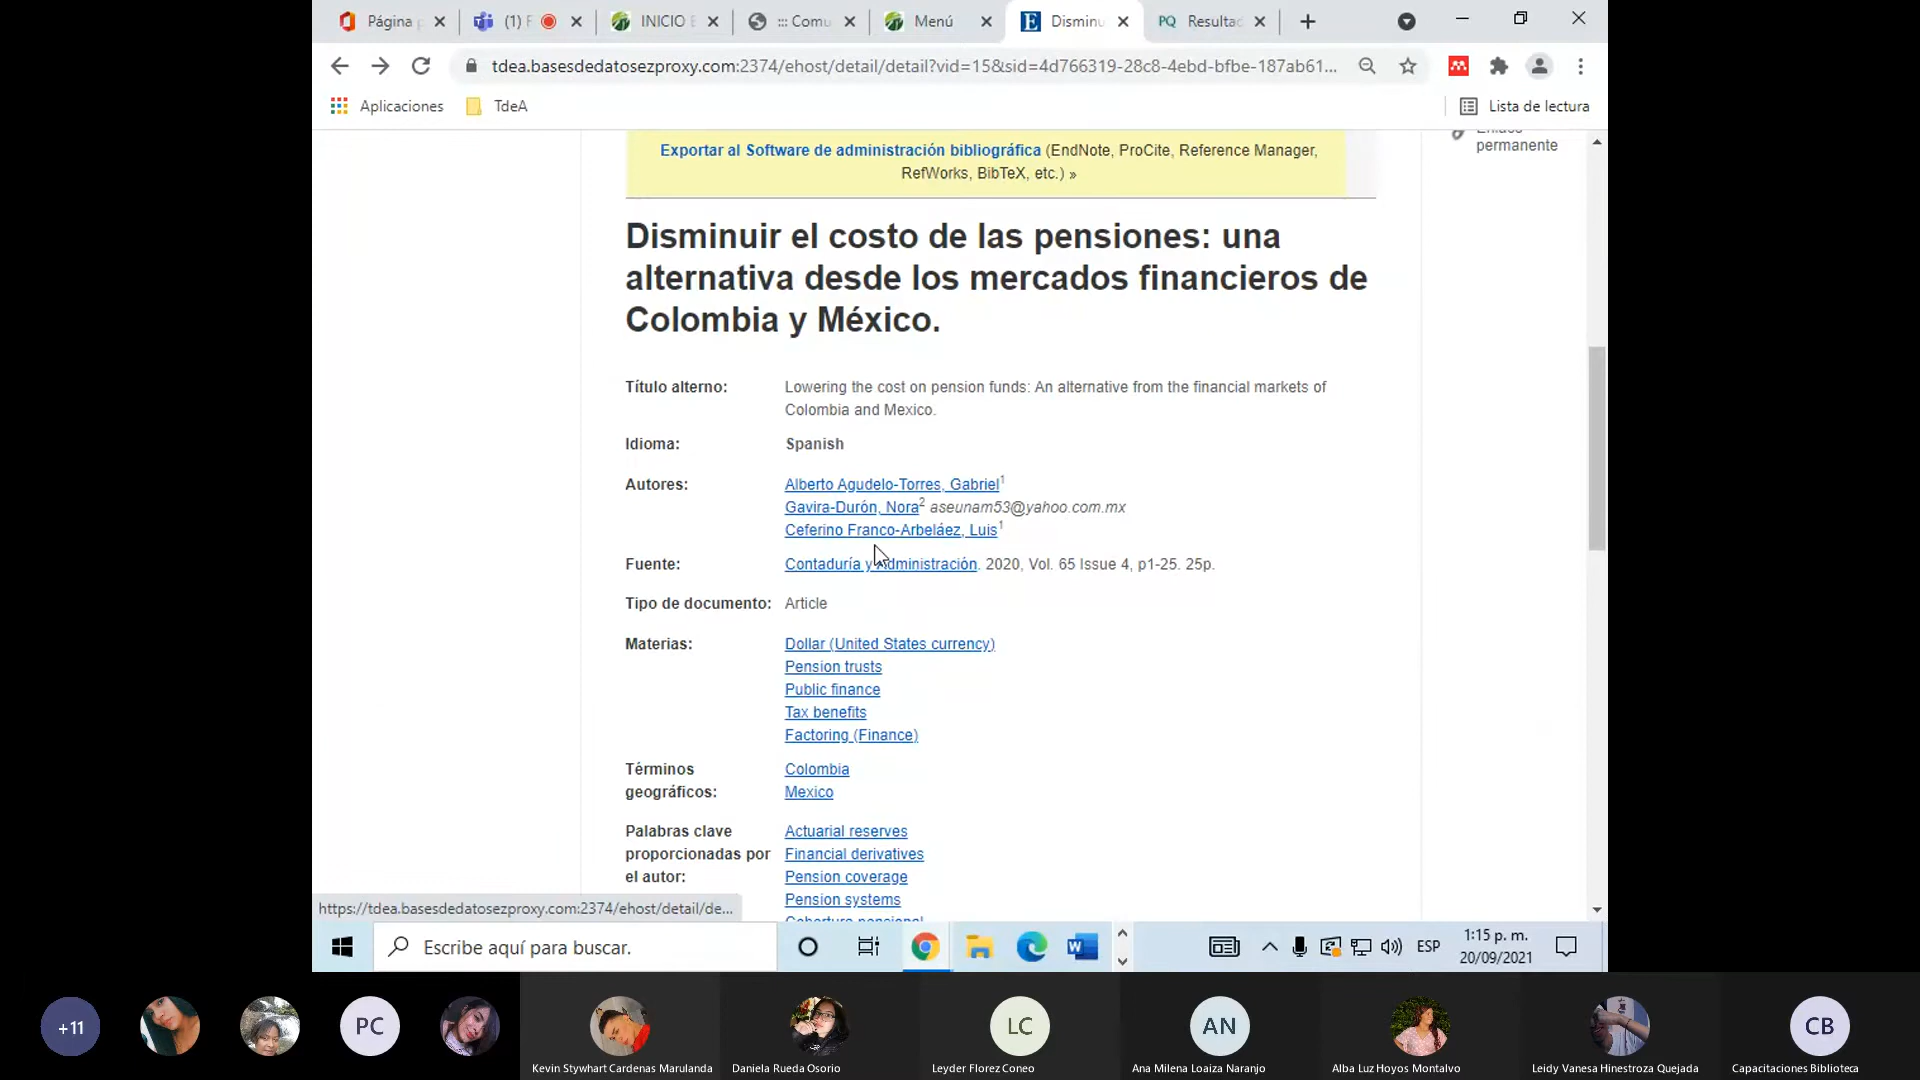 Página
(1) F
INICIO
::: Comu
Menú
Disminu
PQ Resultad
tdea.basesdedatosezproxy.com:2374/ehost/detail/detail?vid=15&sid=4d766319-28c8-4ebd-bfbe-187ab61...
Aplicaciones
TdeA
Lista de lectura
Enlace
permanente
Exportar al Software de administración bibliográfica (EndNote, ProCite, Reference Manager,
RefWorks, BibTeX, etc.) »
Disminuir el costo de las pensiones: una
alternativa desde los mercados financieros de
Colombia y México.
Título alterno: Lowering the cost on pension funds: An alternative from the financial markets of
Colombia and Mexico.
Idioma: Spanish
Autores: Alberto Agudelo-Torres, Gabriel1
Gavira-Durón, Nora2 aseunam53@yahoo.com.mx
Ceferino Franco-Arbeláez, Luis1
Fuente: Contaduría y Administración. 2020, Vol. 65 Issue 4, p1-25. 25p.
Tipo de documento: Article
Materias: Dollar (United States currency)
Pension trusts
Public finance
Tax benefits
Factoring (Finance)
Términos Colombia
geográficos: Mexico
Palabras clave Actuarial reserves
proporcionadas por Financial derivatives
el autor: Pension coverage
Pension systems
Cobertura pensional
https://tdea.basesdedatosezproxy.com:2374/ehost/detail/de...
Escribe aquí para buscar.
ESP
1:15 p. m.
20/09/2021
+11
PC
LC
AN
CB
Kevin Stywhart Cardenas Marulanda
Daniela Rueda Osorio
Leyder Florez Coneo
Ana Milena Loaiza Naranjo
Alba Luz Hoyos Montalvo
Leidy Vanesa Hinestroza Quejada
Capacitaciones Biblioteca